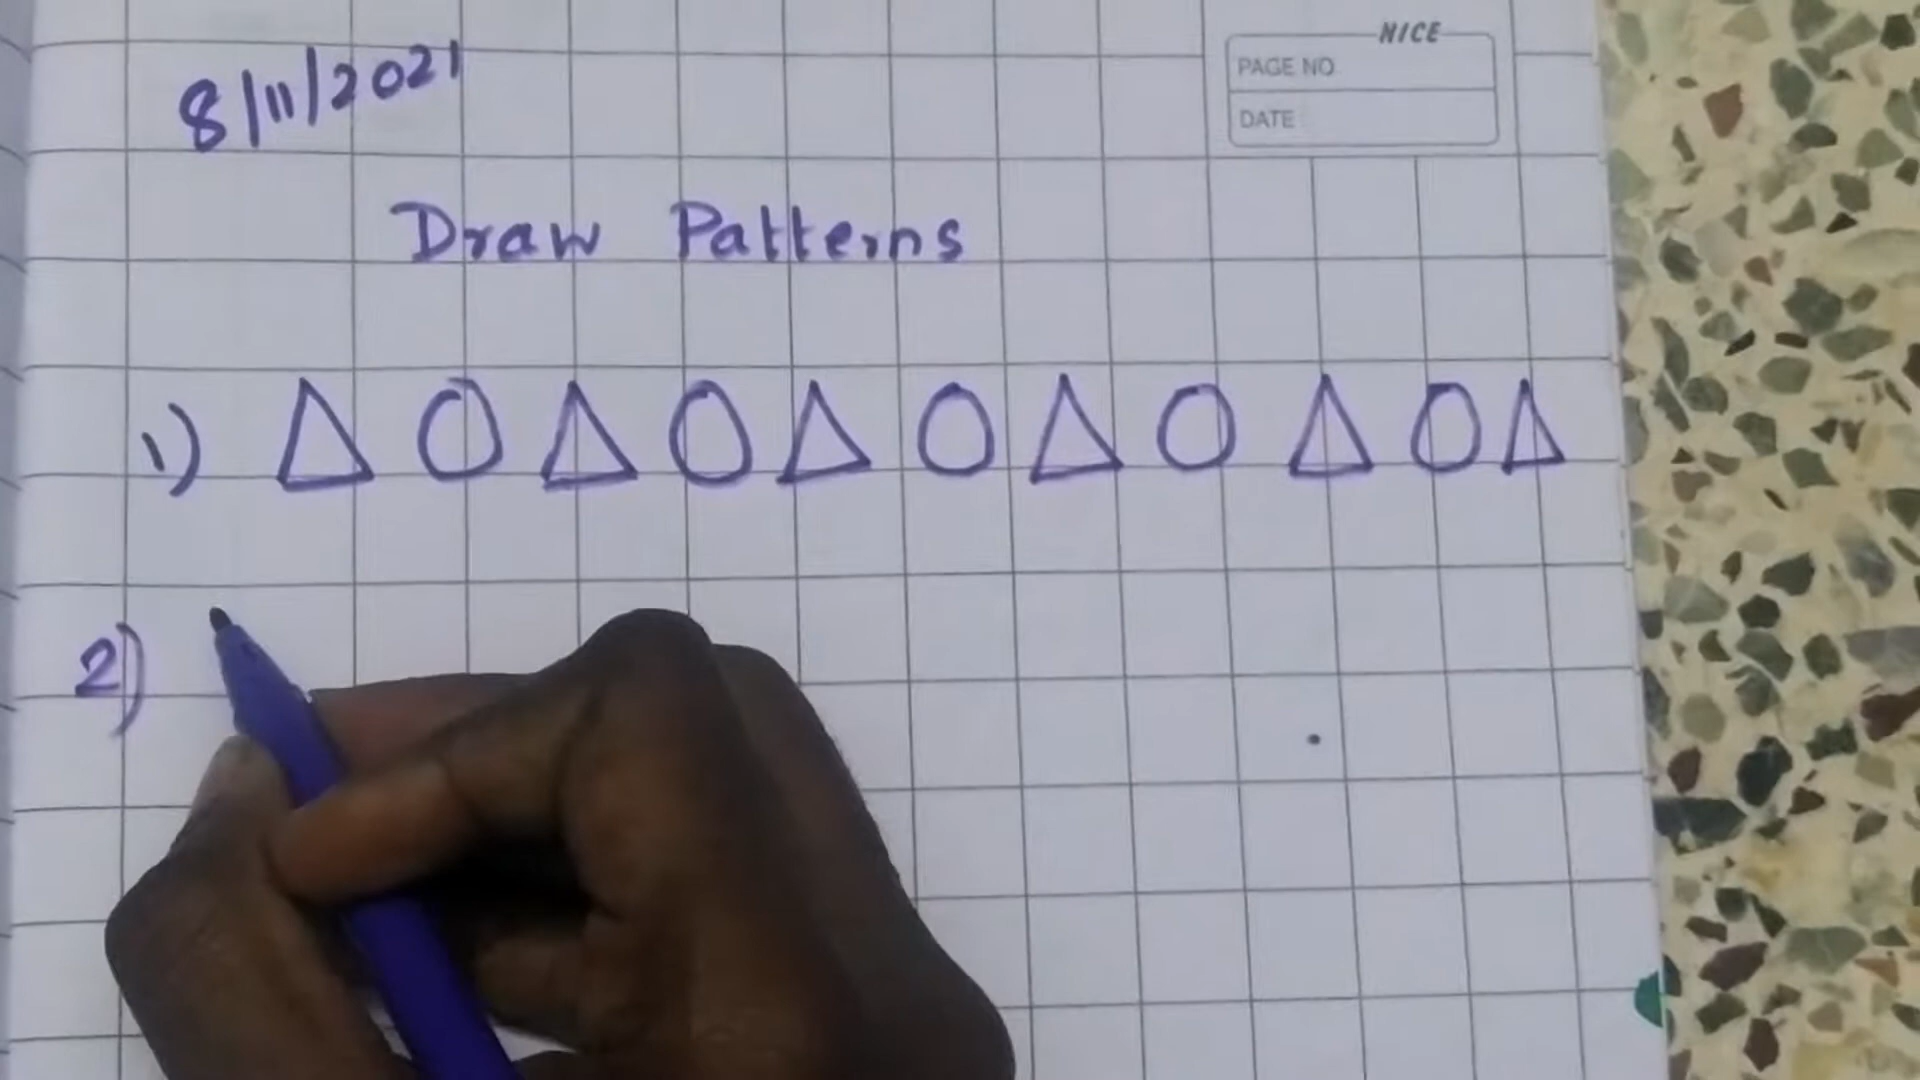 NICE
PAGE NO.
DATE
8/11/2021
Draw Patterns
1) △ ○ △ ○ △ ○ △ ○ △ ○ △
2)